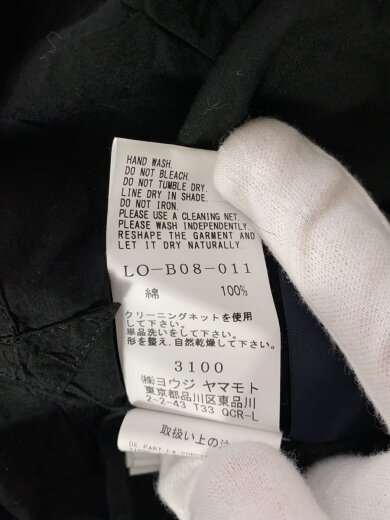 HAND WASH.
DO NOT BLEACH.
DO NOT TUMBLE DRY.
LINE DRY IN SHADE.
DO NOT IRON.
PLEASE USE A CLEANING NET.
PLEASE WASH INDEPENDENTLY.
RESHAPE THE GARMENT AND
LET IT DRY NATURALLY.
LO-B08-011
綿 100%
クリーニングネットを使用
して下さい。
単品洗いをして下さい。
形を整え、自然乾燥して下さい。
3100
㈱ヨウジ ヤマモト
東京都品川区東品川
2-2-43 T33 QCR-L
取扱い上の注
DE PART LA